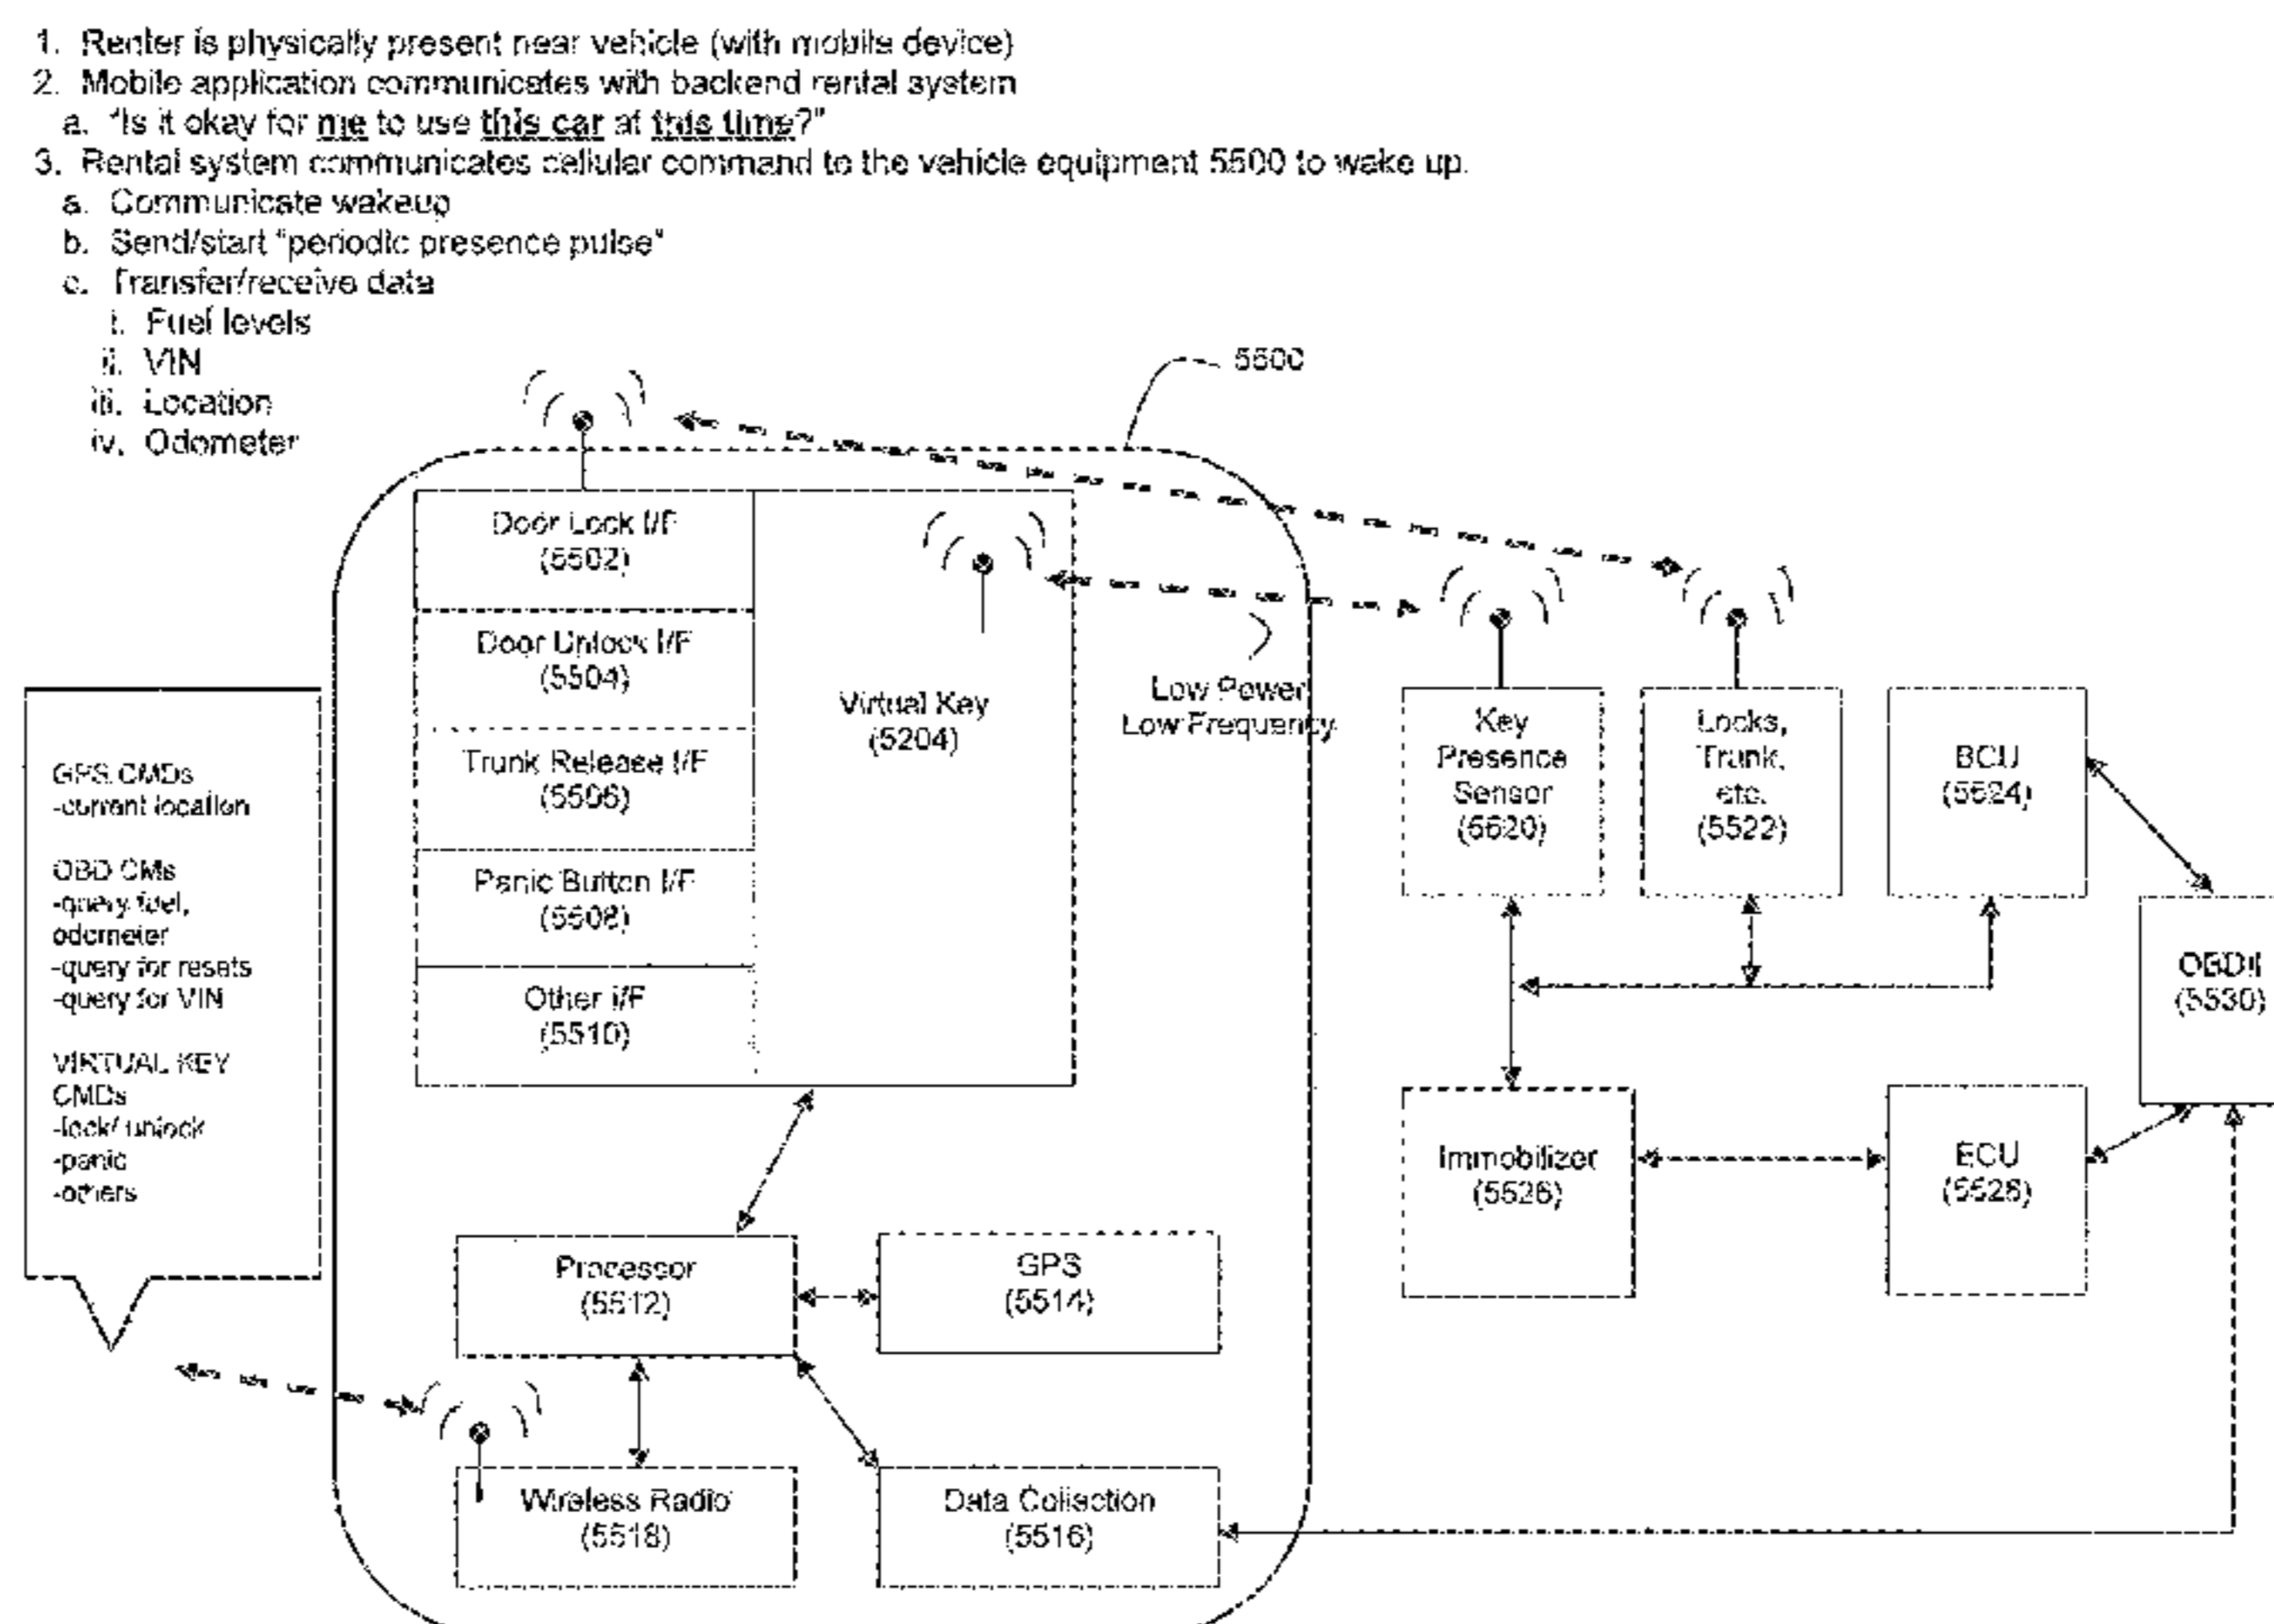 1. Renter is physically present near vehicle (with mobile device)
2. Mobile application communicates with backend rental system
a. "Is it okay for me to use this car at this time?"
3. Rental system communicates cellular command to the vehicle equipment 5500 to wake up.
a. Communicate wakeup
b. Send/start "periodic presence pulse"
c. Transfer/receive data
i. Fuel levels
ii. VIN
iii. Location
iv. Odometer
5500
Door Lock I/F
(5502)
Door Unlock I/F
(5504)
Trunk Release I/F
(5506)
Panic Button I/F
(5508)
Other I/F
(5510)
Virtual Key
(5204)
Low Power
Low Frequency
Key
Presence
Sensor
(5520)
Locks,
Trunk,
etc.
(5522)
BCU
(5524)
OBDII
(5530)
Immobilizer
(5526)
ECU
(5528)
GPS CMDs
-current location
OBD CMs
-query fuel,
odometer
-query for resets
-query for VIN
VIRTUAL KEY
CMDs
-lock/ unlock
-panic
-others
Processor
(5512)
GPS
(5514)
Wireless Radio
(5518)
Data Collection
(5516)